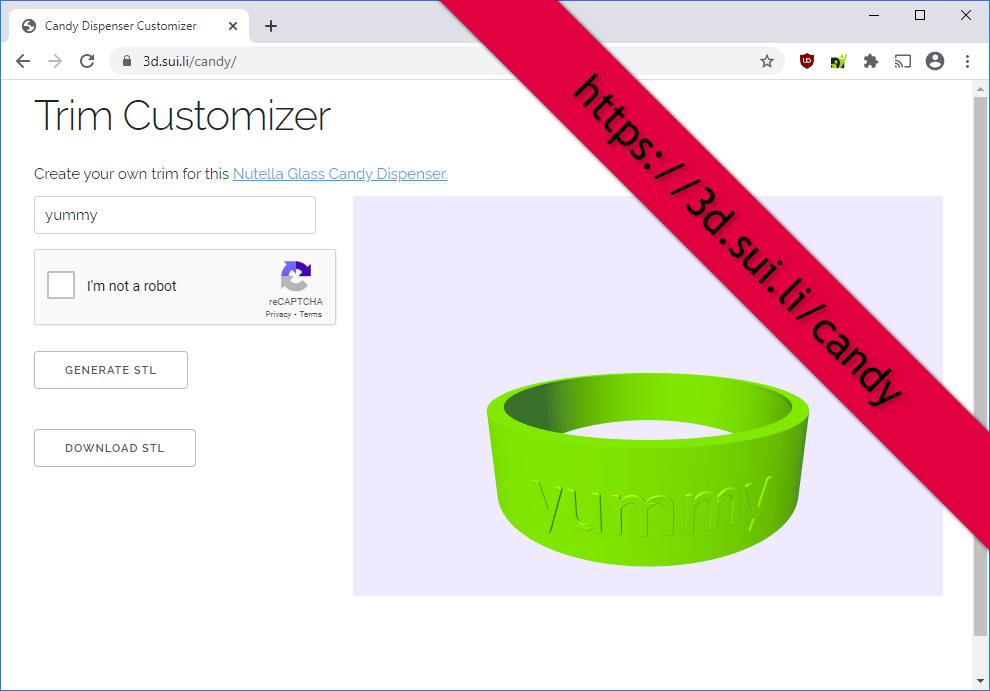 Candy Dispenser Customizer
3d.sui.li/candy/
https://3d.sui.li/candy
Trim Customizer
Create your own trim for this Nutella Glass Candy Dispenser.
yummy
I'm not a robot
reCAPTCHA
Privacy - Terms
GENERATE STL
DOWNLOAD STL
yummy